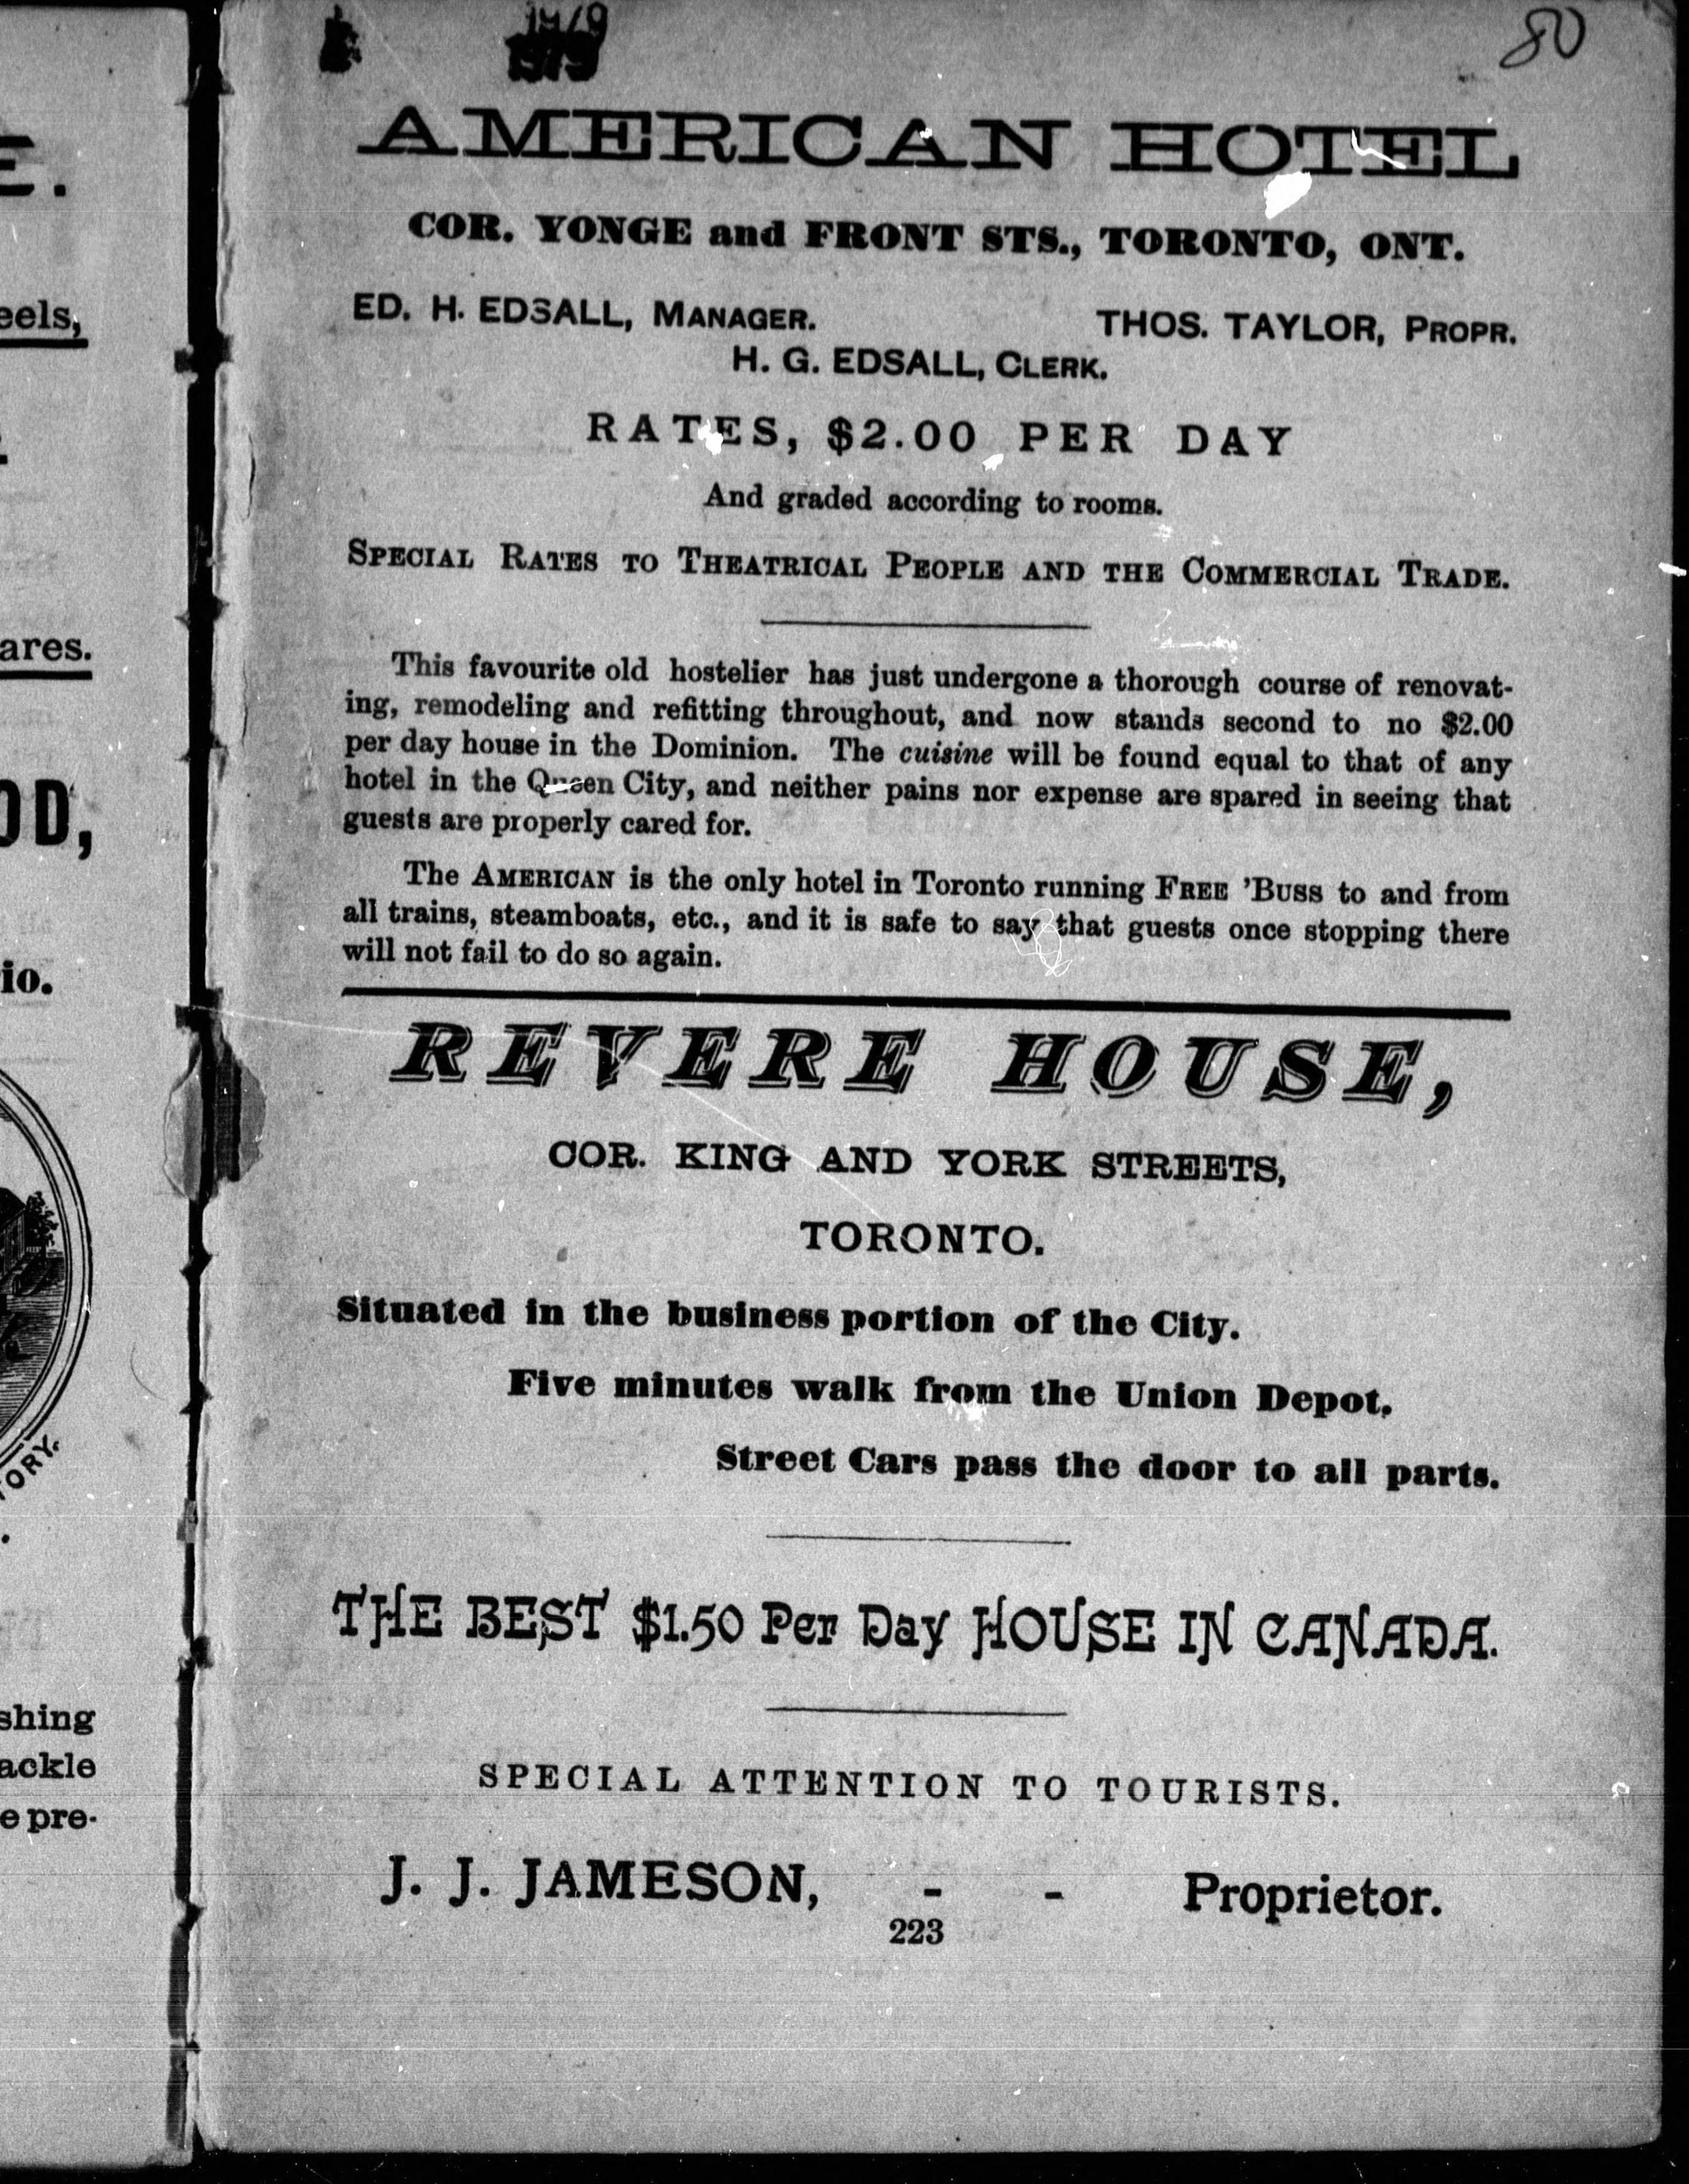 80
AMERICAN HOTEL
COR. YONGE and FRONT STS., TORONTO, ONT.
ED. H. EDSALL, MANAGER. THOS. TAYLOR, PROPR.
H. G. EDSALL, CLERK.
RATES, $2.00 PER DAY
And graded according to rooms.
SPECIAL RATES TO THEATRICAL PEOPLE AND THE COMMERCIAL TRADE.
This favourite old hostelier has just undergone a thorough course of renovat-
ing, remodeling and refitting throughout, and now stands second to no $2.00
per day house in the Dominion. The cuisine will be found equal to that of any
hotel in the Queen City, and neither pains nor expense are spared in seeing that
guests are properly cared for.
The AMERICAN is the only hotel in Toronto running FREE 'BUSS to and from
all trains, steamboats, etc., and it is safe to say that guests once stopping there
will not fail to do so again.
REVERE HOUSE,
COR. KING AND YORK STREETS,
TORONTO.
Situated in the business portion of the City.
Five minutes walk from the Union Depot.
Street Cars pass the door to all parts.
THE BEST $1.50 Per Day HOUSE IN CANADA.
SPECIAL ATTENTION TO TOURISTS.
J. J. JAMESON, - - Proprietor.
223